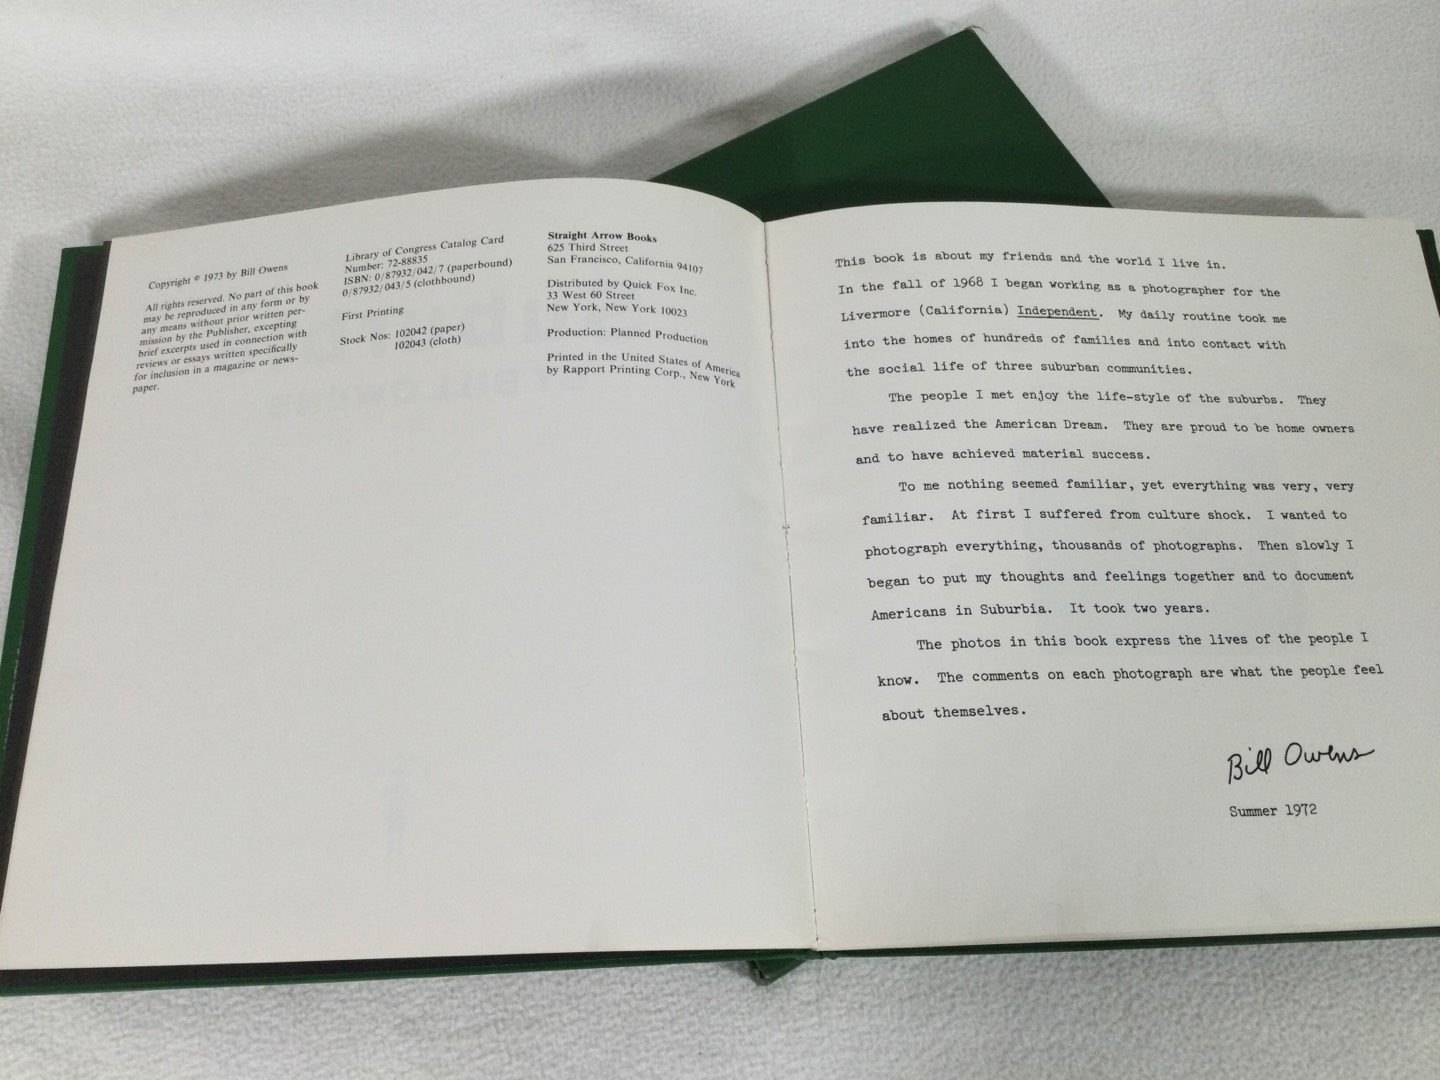 Copyright © 1973 by Bill Owens
All rights reserved. No part of this book
may be reproduced in any form or by
any means without prior written per-
mission by the Publisher, excepting
brief excerpts used in connection with
reviews or essays written specifically
for inclusion in a magazine or news-
paper.
Library of Congress Catalog Card
Number: 72-88835
ISBN: 0/87932/042/7 (paperbound)
0/87932/043/5 (clothbound)
First Printing
Stock Nos: 102042 (paper)
102043 (cloth)
Straight Arrow Books
625 Third Street
San Francisco, California 94107
Distributed by Quick Fox Inc.
33 West 60 Street
New York, New York 10023
Production: Planned Production
Printed in the United States of America
by Rapport Printing Corp., New York
This book is about my friends and the world I live in.
In the fall of 1968 I began working as a photographer for the
Livermore (California) Independent. My daily routine took me
into the homes of hundreds of families and into contact with
the social life of three suburban communities.
The people I met enjoy the life-style of the suburbs. They
have realized the American Dream. They are proud to be home owners
and to have achieved material success.
To me nothing seemed familiar, yet everything was very, very
familiar. At first I suffered from culture shock. I wanted to
photograph everything, thousands of photographs. Then slowly I
began to put my thoughts and feelings together and to document
Americans in Suburbia. It took two years.
The photos in this book express the lives of the people I
know. The comments on each photograph are what the people feel
about themselves.
Bill Owens
Summer 1972